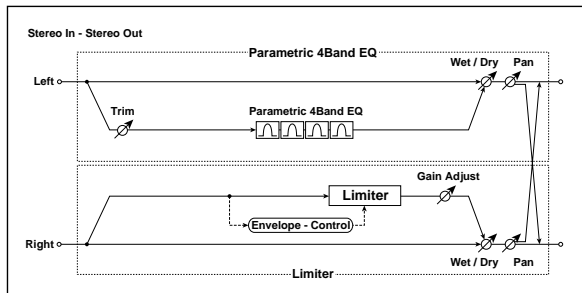 Stereo In - Stereo Out
Parametric 4Band EQ
Wet / Dry
Pan
Left
Trim
Parametric 4Band EQ
Gain Adjust
Limiter
Envelope - Control
Right
Wet / Dry
Pan
Limiter